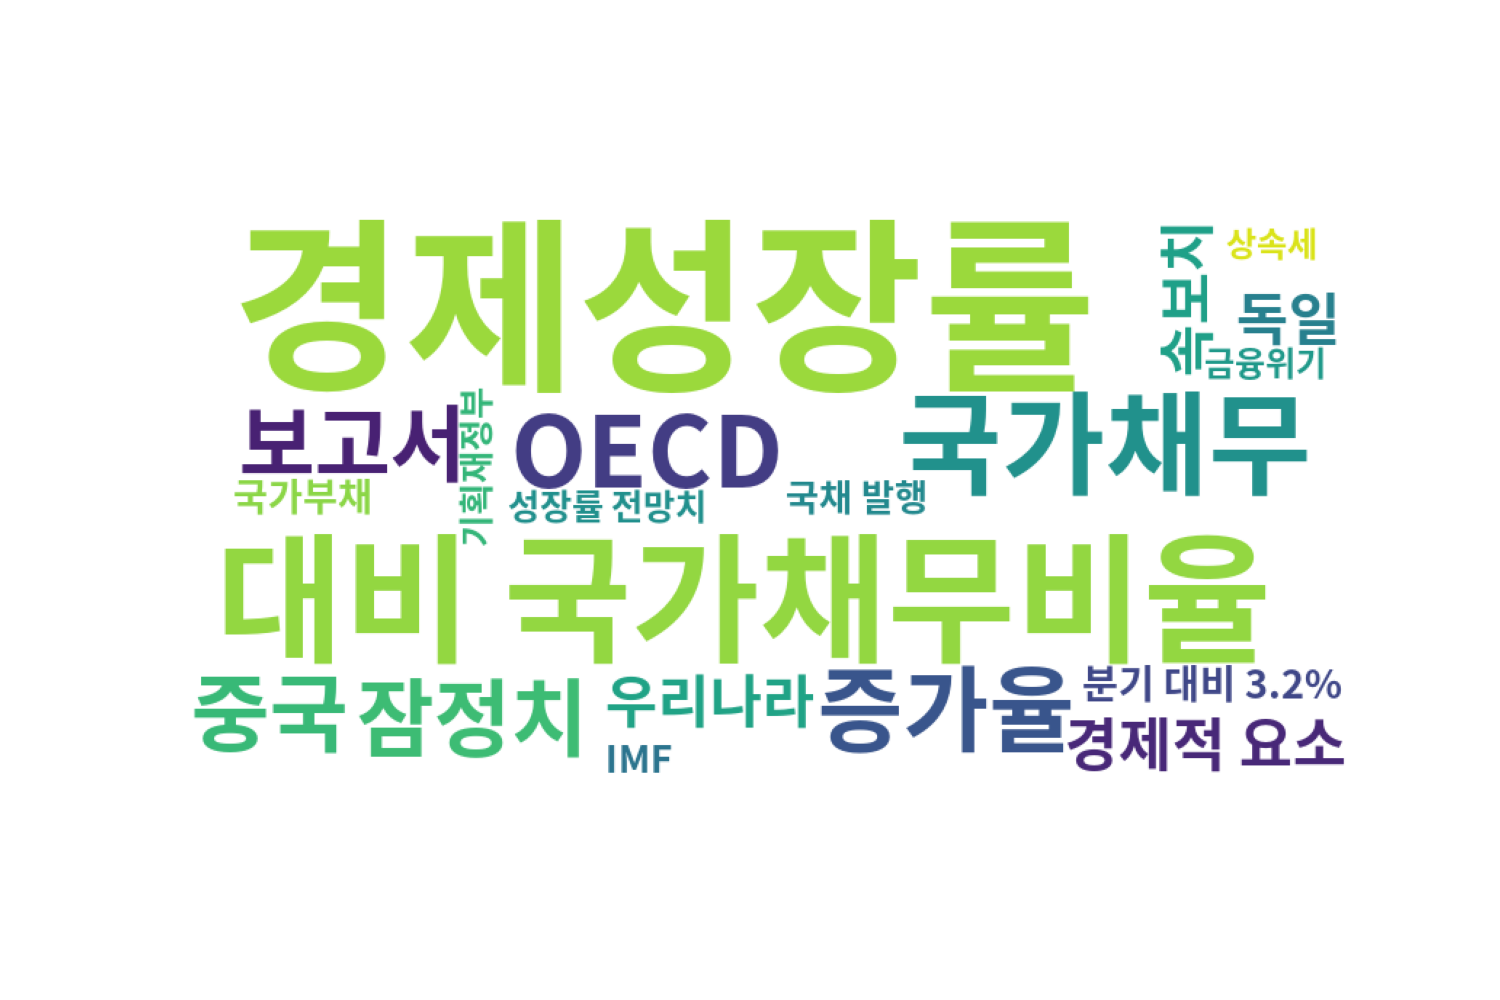 경제성장률
속보치
상속세
독일
금융위기
보고서
기획재정부
OECD
국가채무
국가부채
성장률 전망치
국채 발행
대비 국가채무비율
중국
잠정치
우리나라
증가율
분기 대비 3.2%
IMF
경제적 요소